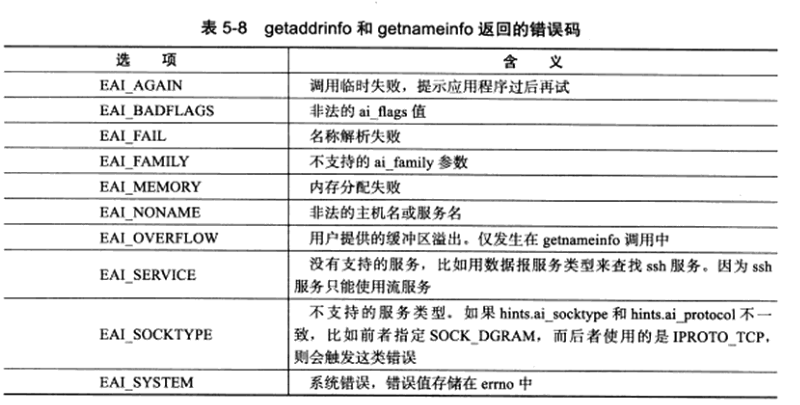 表 5-8 getaddrinfo 和 getnameinfo 返回的错误码
选 项 含 义
EAI_AGAIN 调用临时失败，提示应用程序过后再试
EAI_BADFLAGS 非法的 ai_flags 值
EAI_FAIL 名称解析失败
EAI_FAMILY 不支持的 ai_family 参数
EAI_MEMORY 内存分配失败
EAI_NONAME 非法的主机名或服务名
EAI_OVERFLOW 用户提供的缓冲区溢出。仅发生在 getnameinfo 调用中
EAI_SERVICE 没有支持的服务，比如用数据报服务类型来查找 ssh 服务。因为 ssh
服务只能使用流服务
EAI_SOCKTYPE 不支持的服务类型。如果 hints.ai_socktype 和 hints.ai_protocol 不一
致，比如前者指定 SOCK_DGRAM，而后者使用的是 IPROTO_TCP，
则会触发这类错误
EAI_SYSTEM 系统错误，错误值存储在 errno 中